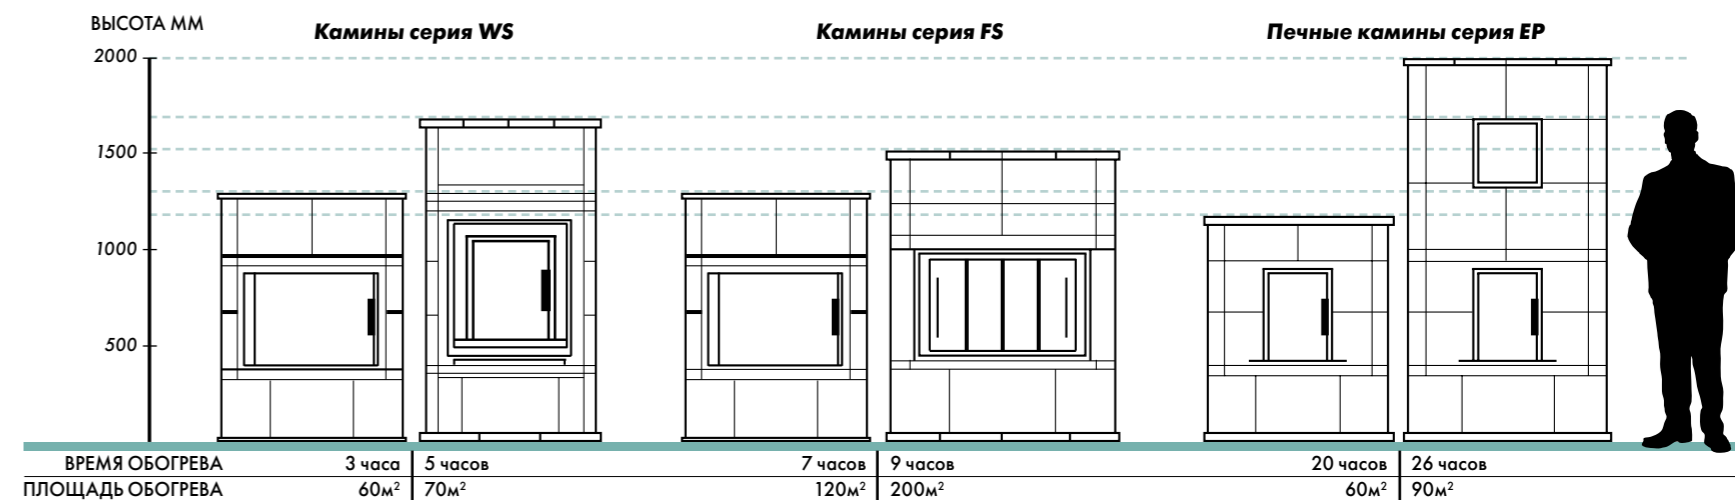 ВЫСОТА ММ
Камины серия WS
Камины серия FS
Печные камины серия EP
2000
1500
1000
500
ВРЕМЯ ОБОГРЕВА 3 часа 5 часов 7 часов 9 часов 20 часов 26 часов
ПЛОЩАДЬ ОБОГРЕВА 60м² 70м² 120м² 200м² 60м² 90м²